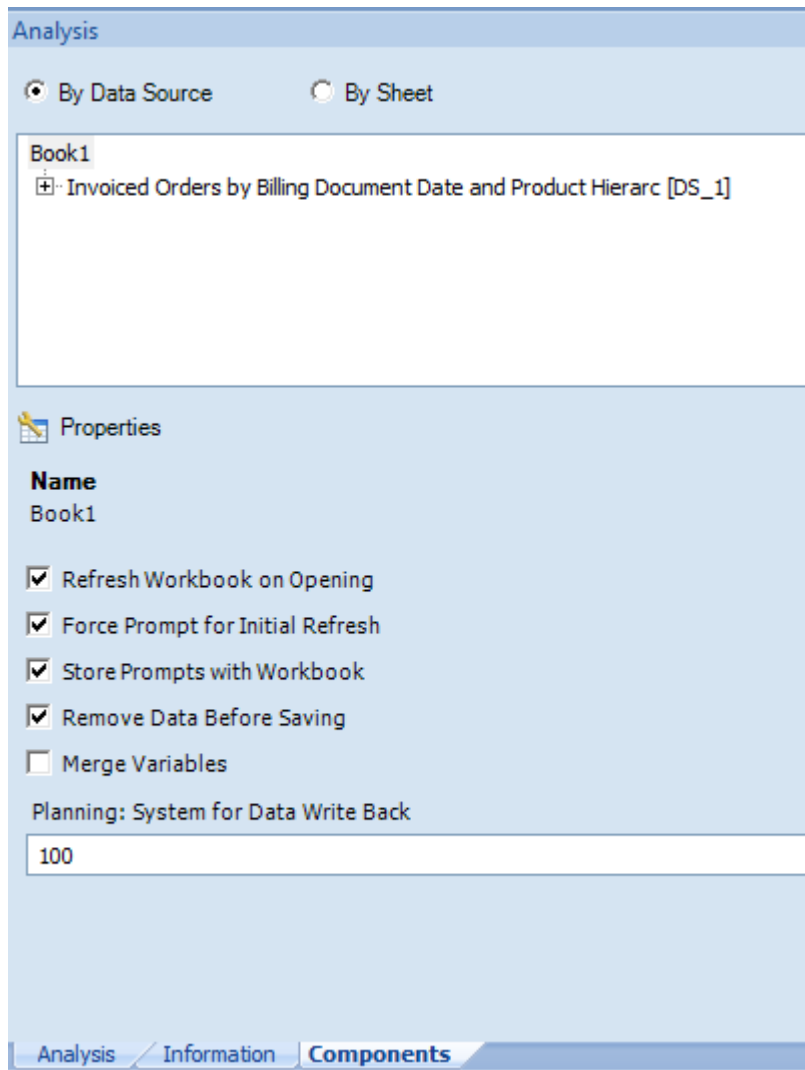 Analysis
By Data Source By Sheet
Book1
Invoiced Orders by Billing Document Date and Product Hierarc [DS_1]
Properties
Name
Book1
Refresh Workbook on Opening
Force Prompt for Initial Refresh
Store Prompts with Workbook
Remove Data Before Saving
Merge Variables
Planning: System for Data Write Back
100
Analysis Information Components